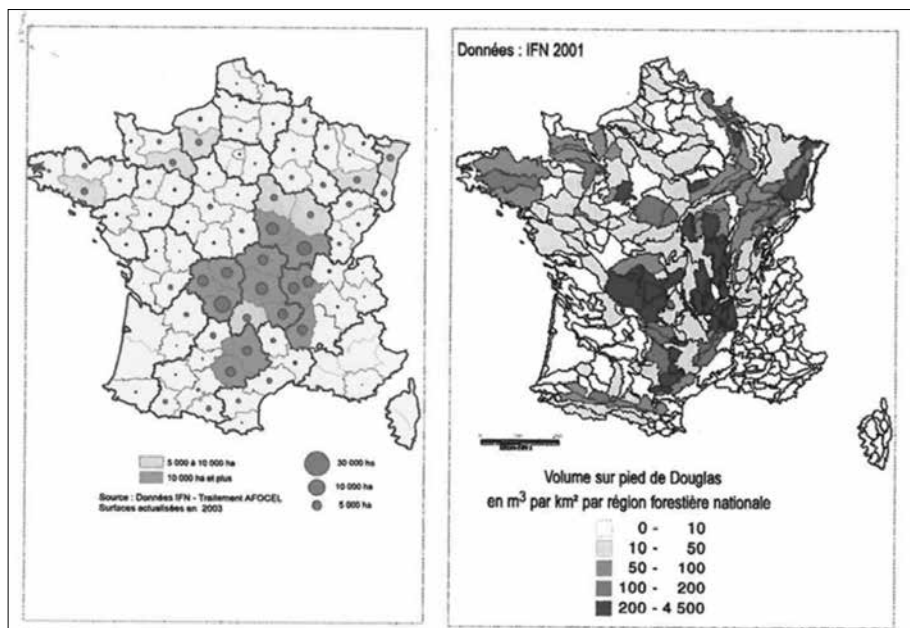 5 000 à 10 000 ha
10 000 ha et plus
30 000 ha
10 000 ha
5 000 ha
Source : Données IFN - Traitement AFOCEL
Surfaces actualisées en 2003
Données : IFN 2001
Volume sur pied de Douglas
en m³ par km² par région forestière nationale
0 - 10
10 - 50
50 - 100
100 - 200
200 - 4 500